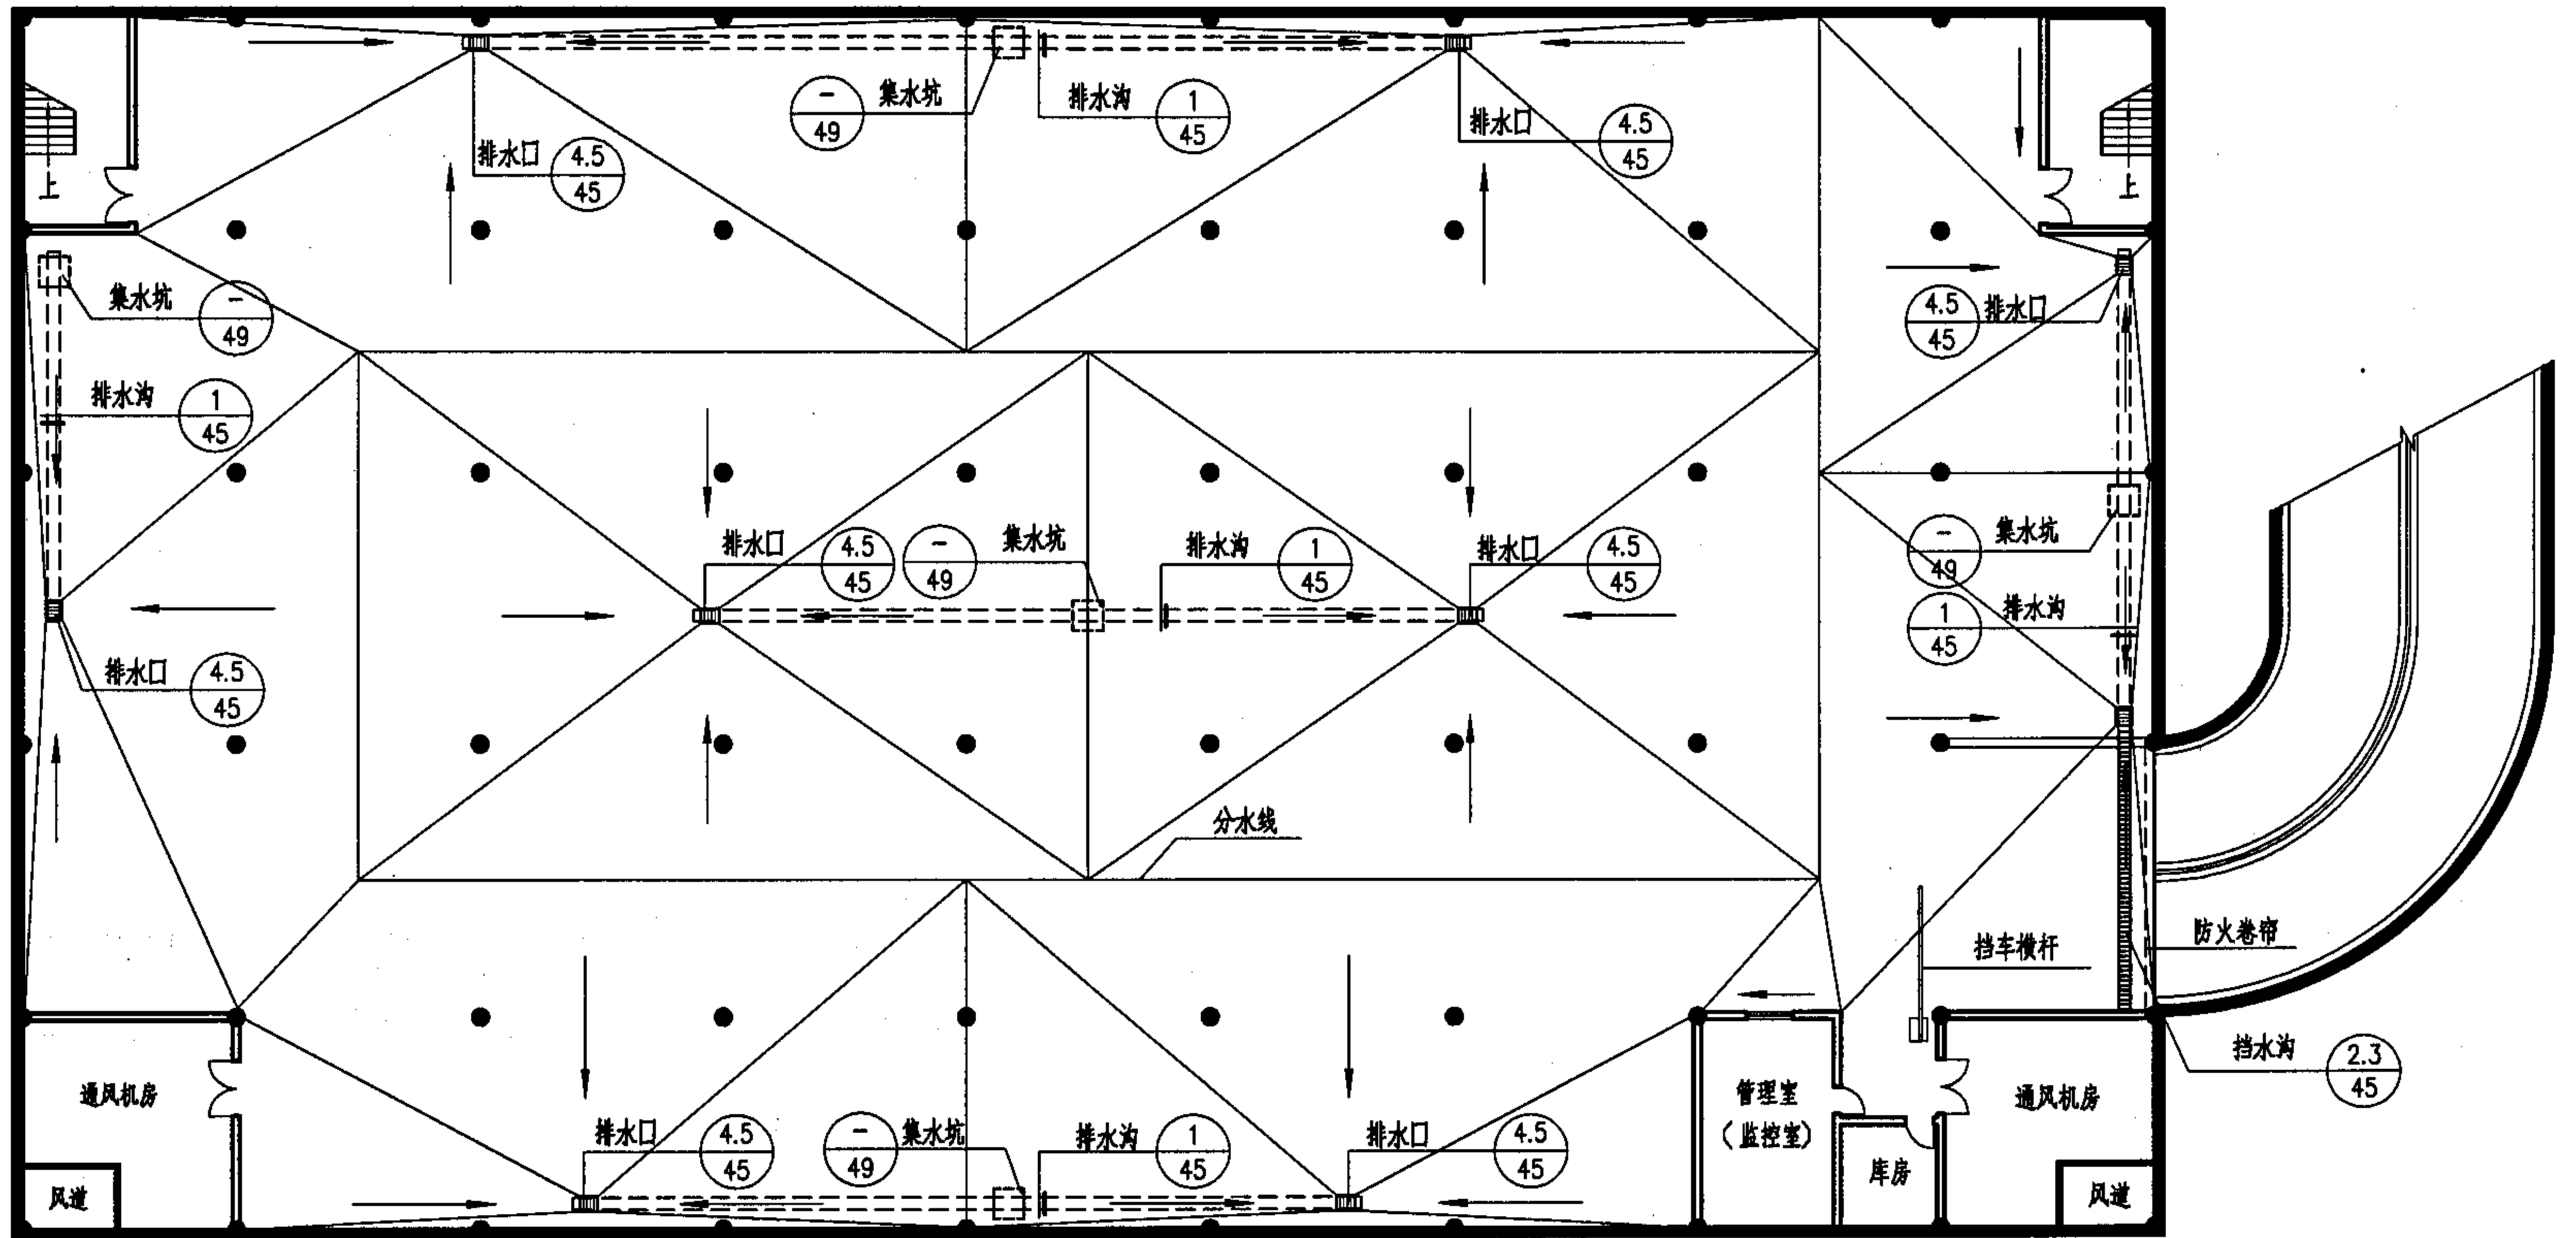 集水坑
-
49
排水沟
1
45
排水口
4.5
45
排水口
4.5
45
上
上
集水坑
-
49
4.5
45
排水口
排水沟
1
45
排水口
4.5
45
-
49
集水坑
排水沟
1
45
排水口
4.5
45
-
49
集水坑
1
45
排水沟
排水口
4.5
45
分水线
挡车横杆
防火卷帘
挡水沟
2.3
45
通风机房
管理室
(监控室)
通风机房
排水口
4.5
45
-
49
集水坑
排水沟
1
45
排水口
4.5
45
库房
风道
风道